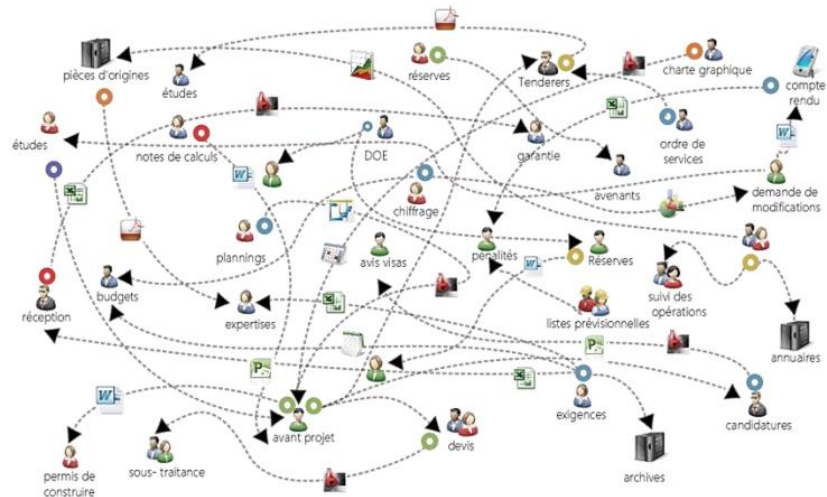 pièces d'origines
études
réserves
Tenderers
charte graphique
compte
rendu
études
notes de calculs
DOE
garantie
ordre de
services
avenants
demande de
modifications
chiffrage
plannings
avis visas
pénalités
Réserves
réception
budgets
expertises
listes prévisionnelles
suivi des
opérations
annuaires
avant projet
devis
exigences
candidatures
permis de
construire
sous- traitance
archives